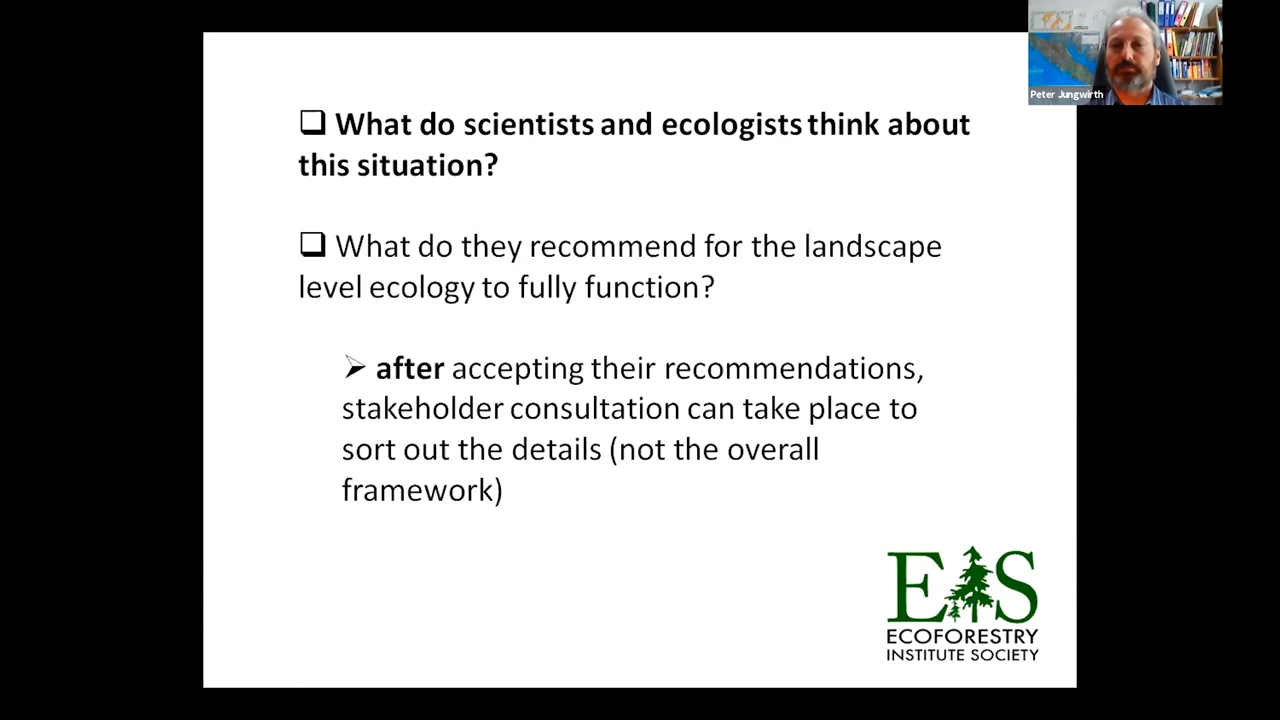 Peter Jungwirth
❑ What do scientists and ecologists think about
this situation?
❑ What do they recommend for the landscape
level ecology to fully function?
➢ after accepting their recommendations,
stakeholder consultation can take place to
sort out the details (not the overall
framework)
EIS
ECOFORESTRY
INSTITUTE SOCIETY